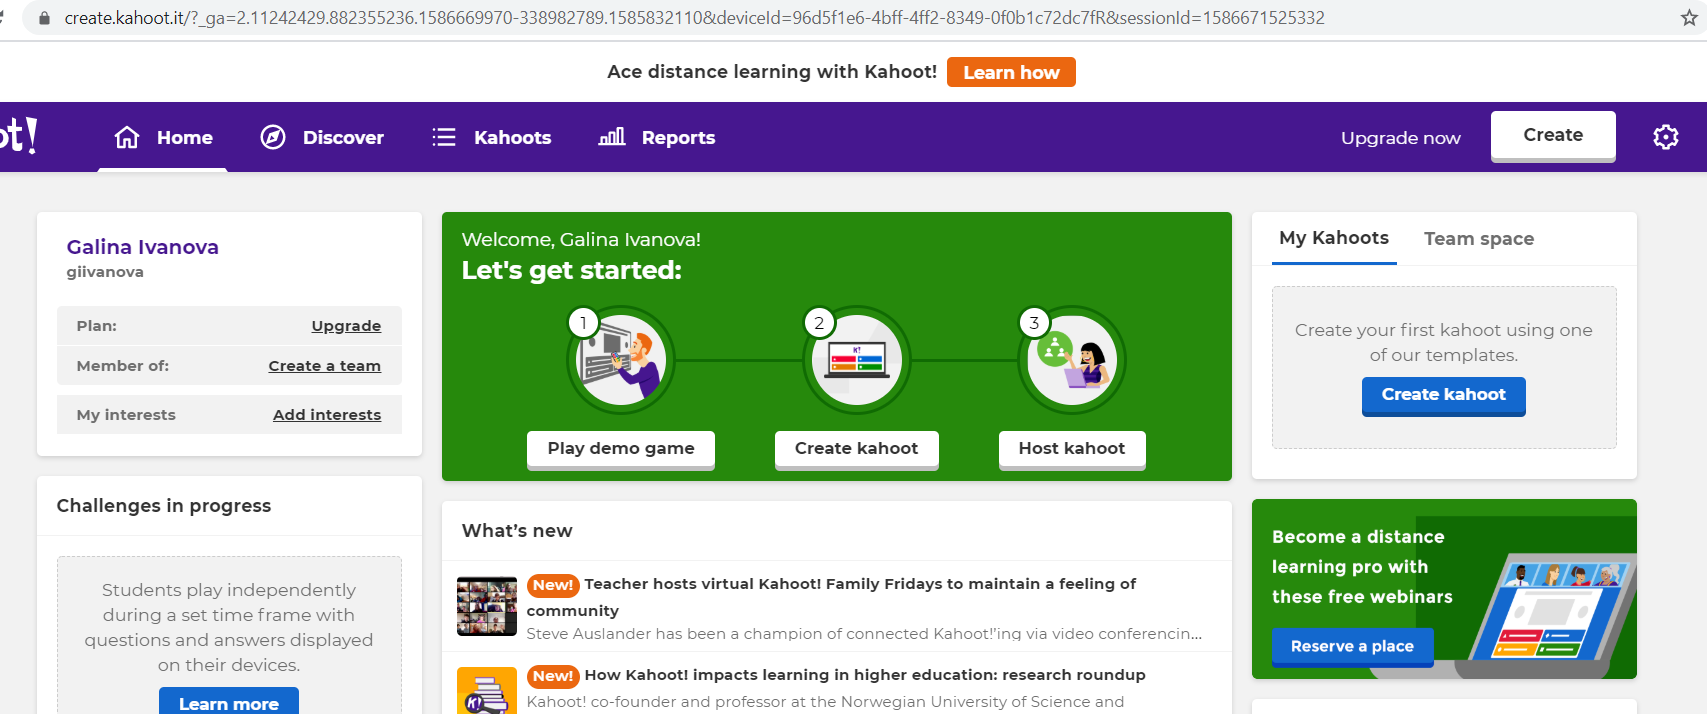 create.kahoot.it/?_ga=2.11242429.882355236.1586669970-338982789.1585832110&deviceId=96d5f1e6-4bff-4ff2-8349-0f0b1c72dc7fR&sessionId=1586671525332
Ace distance learning with Kahoot! Learn how
ot! Home Discover Kahoots Reports Upgrade now Create
Galina Ivanova
giivanova
Plan: Upgrade
Member of: Create a team
My interests Add interests
Challenges in progress
Students play independently
during a set time frame with
questions and answers displayed
on their devices.
Learn more
Welcome, Galina Ivanova!
Let's get started:
1 2 3
K!
Play demo game Create kahoot Host kahoot
What's new
New! Teacher hosts virtual Kahoot! Family Fridays to maintain a feeling of
community
Steve Auslander has been a champion of connected Kahoot!'ing via video conferencin...
New! How Kahoot! impacts learning in higher education: research roundup
K!
Kahoot! co-founder and professor at the Norwegian University of Science and
My Kahoots Team space
Create your first kahoot using one
of our templates.
Create kahoot
Become a distance
learning pro with
these free webinars
Reserve a place